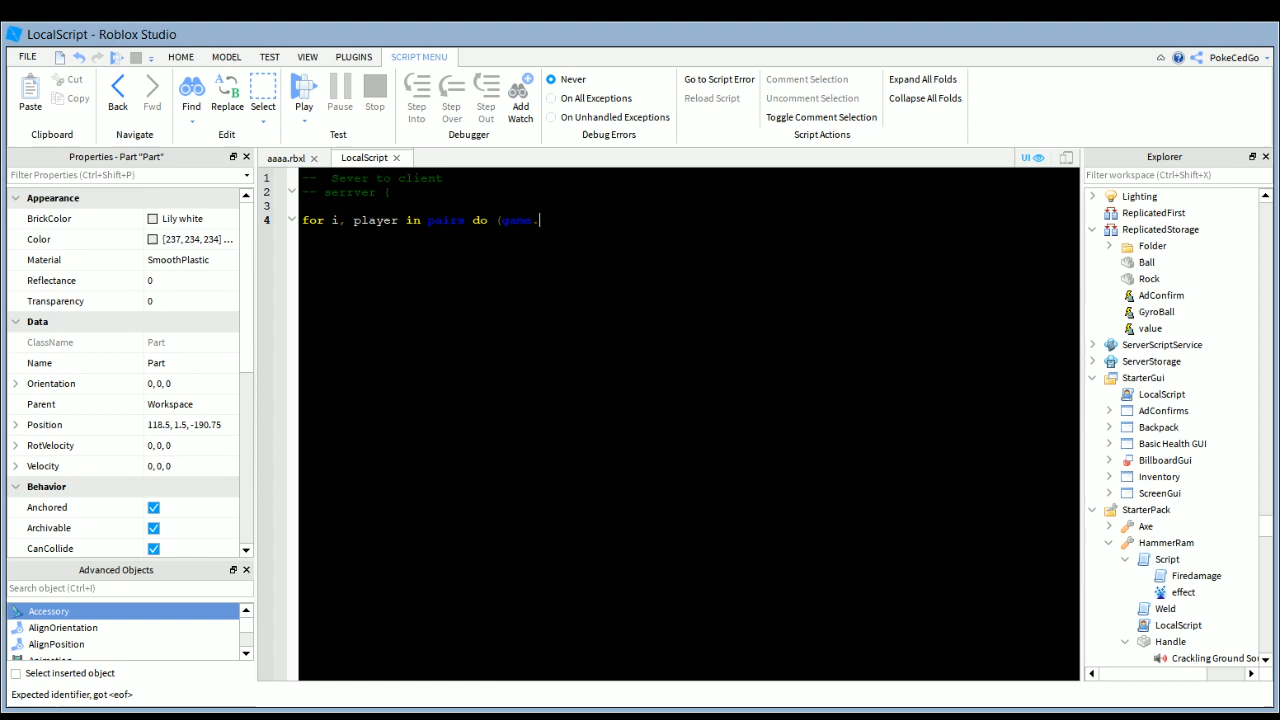 LocalScript - Roblox Studio
FILE HOME MODEL TEST VIEW PLUGINS SCRIPT MENU PokeCedGo
Paste Cut Copy Back Fwd Find Replace Select Play Pause Stop Step Into Step Over Step Out Add Watch
Never
On All Exceptions
On Unhandled Exceptions
Go to Script Error
Reload Script
Comment Selection
Uncomment Selection
Toggle Comment Selection
Expand All Folds
Collapse All Folds
Clipboard Navigate Edit Test Debugger Debug Errors Script Actions
Properties - Part "Part"
Filter Properties (Ctrl+Shift+P)
Appearance
BrickColor Lily white
Color [237, 234, 234] ...
Material SmoothPlastic
Reflectance 0
Transparency 0
Data
ClassName Part
Name Part
Orientation 0, 0, 0
Parent Workspace
Position 118.5, 1.5, -190.75
RotVelocity 0, 0, 0
Velocity 0, 0, 0
Behavior
Anchored
Archivable
CanCollide
Advanced Objects
Search object (Ctrl+I)
Accessory
AlignOrientation
AlignPosition
Select inserted object
Expected identifier, got <eof>
aaaa.rbxl LocalScript UI
1 -- Sever to client
2 -- serrver {
3
4 for i, player in pairs do (game.
Explorer
Filter workspace (Ctrl+Shift+X)
Lighting
ReplicatedFirst
ReplicatedStorage
Folder
Ball
Rock
AdConfirm
GyroBall
value
ServerScriptService
ServerStorage
StarterGui
LocalScript
AdConfirms
Backpack
Basic Health GUI
BillboardGui
Inventory
ScreenGui
StarterPack
Axe
HammerRam
Script
Firedamage
effect
Weld
LocalScript
Handle
Crackling Ground Sou